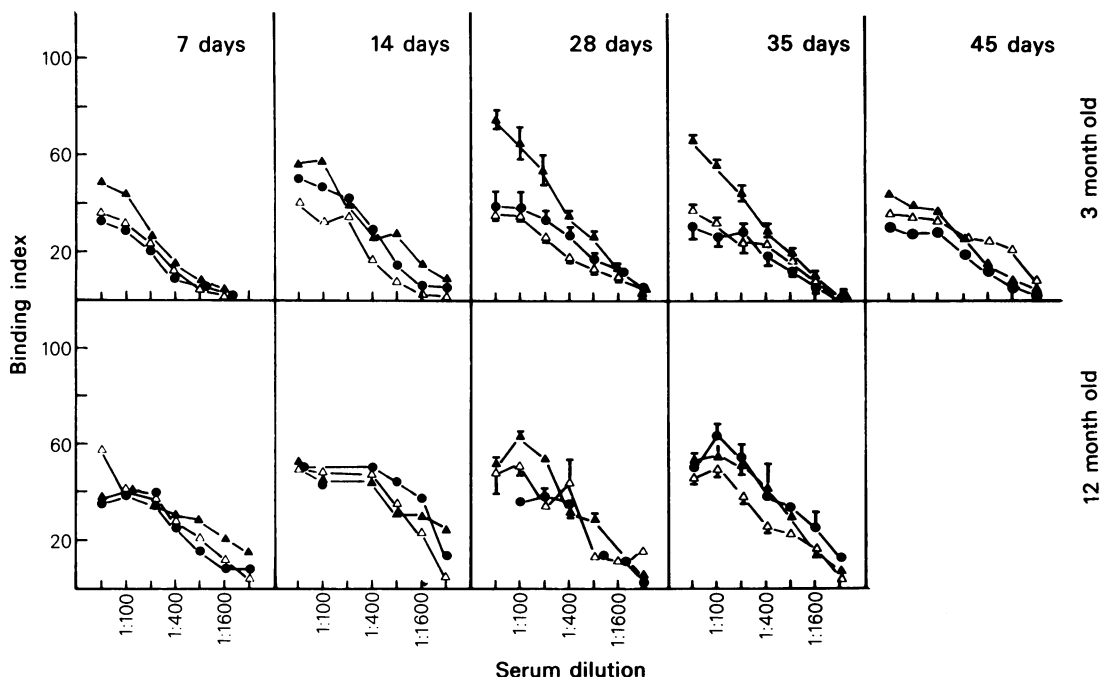 7 days
14 days
28 days
35 days
45 days
100
60
20
3 month old
Binding index
100
60
20
12 month old
1:100
1:400
1:1600
1:100
1:400
1:1600
1:100
1:400
1:1600
1:100
1:400
1:1600
Serum dilution